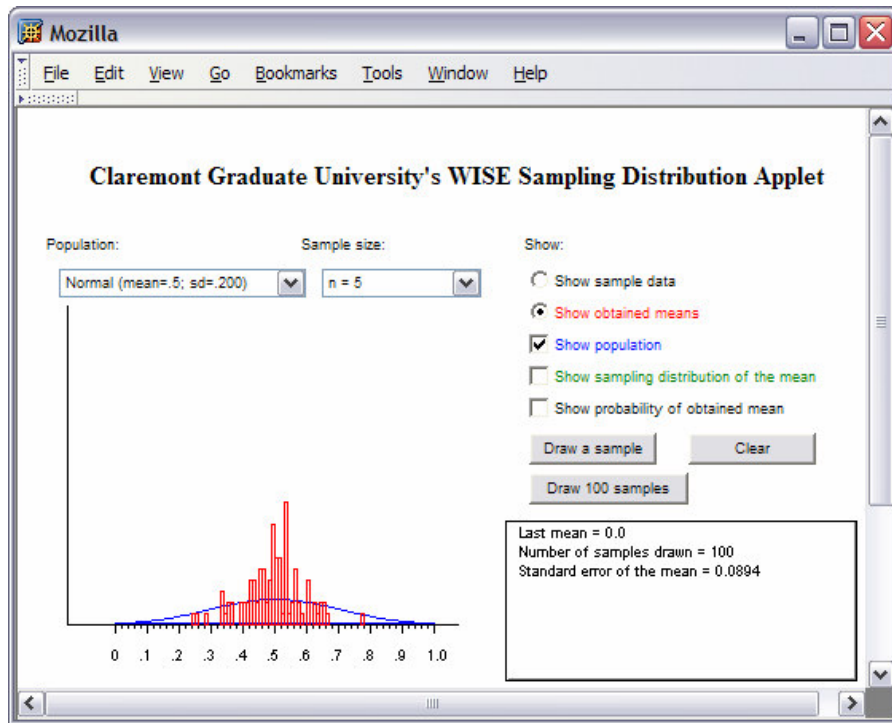 Mozilla
File Edit View Go Bookmarks Tools Window Help
Claremont Graduate University's WISE Sampling Distribution Applet
Population: Sample size: Show:
Normal (mean=.5; sd=.200) n = 5
Show sample data
Show obtained means
Show population
Show sampling distribution of the mean
Show probability of obtained mean
Draw a sample Clear
Draw 100 samples
Last mean = 0.0
Number of samples drawn = 100
Standard error of the mean = 0.0894
0 .1 .2 .3 .4 .5 .6 .7 .8 .9 1.0